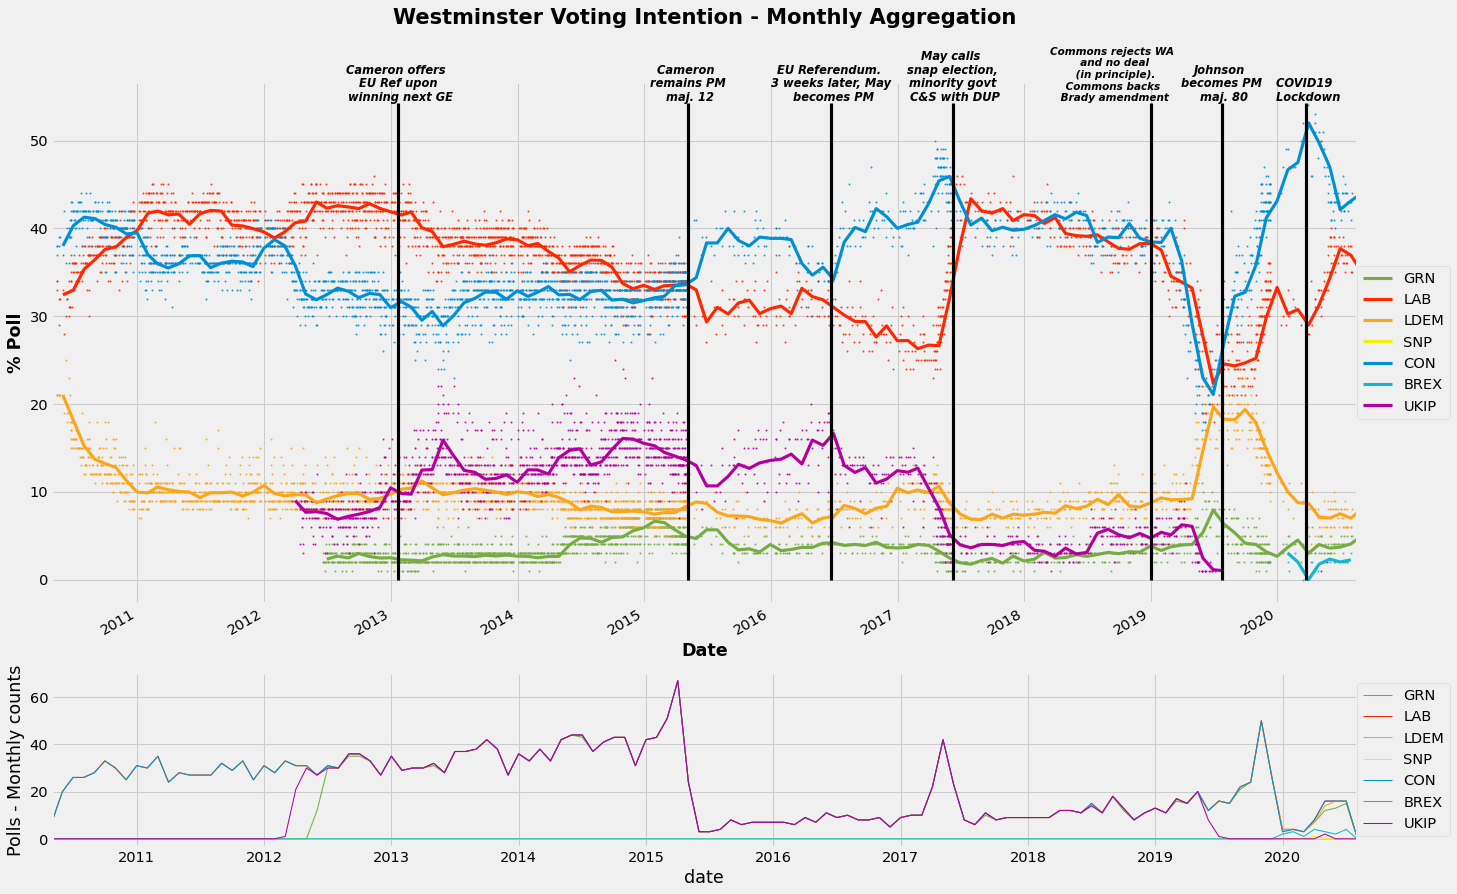 Westminster Voting Intention - Monthly Aggregation
Cameron offers
EU Ref upon
winning next GE
Cameron
remains PM
maj. 12
EU Referendum.
3 weeks later, May
becomes PM
May calls
snap election,
minority govt
C&S with DUP
Commons rejects WA
and no deal
(in principle).
Commons backs
Brady amendment
Johnson
becomes PM
maj. 80
COVID19
Lockdown
% Poll
50
40
30
20
10
0
2011
2012
2013
2014
2015
2016
2017
2018
2019
2020
Date
GRN
LAB
LDEM
SNP
CON
BREX
UKIP
Polls - Monthly counts
60
40
20
0
2011
2012
2013
2014
2015
2016
2017
2018
2019
2020
date
GRN
LAB
LDEM
SNP
CON
BREX
UKIP